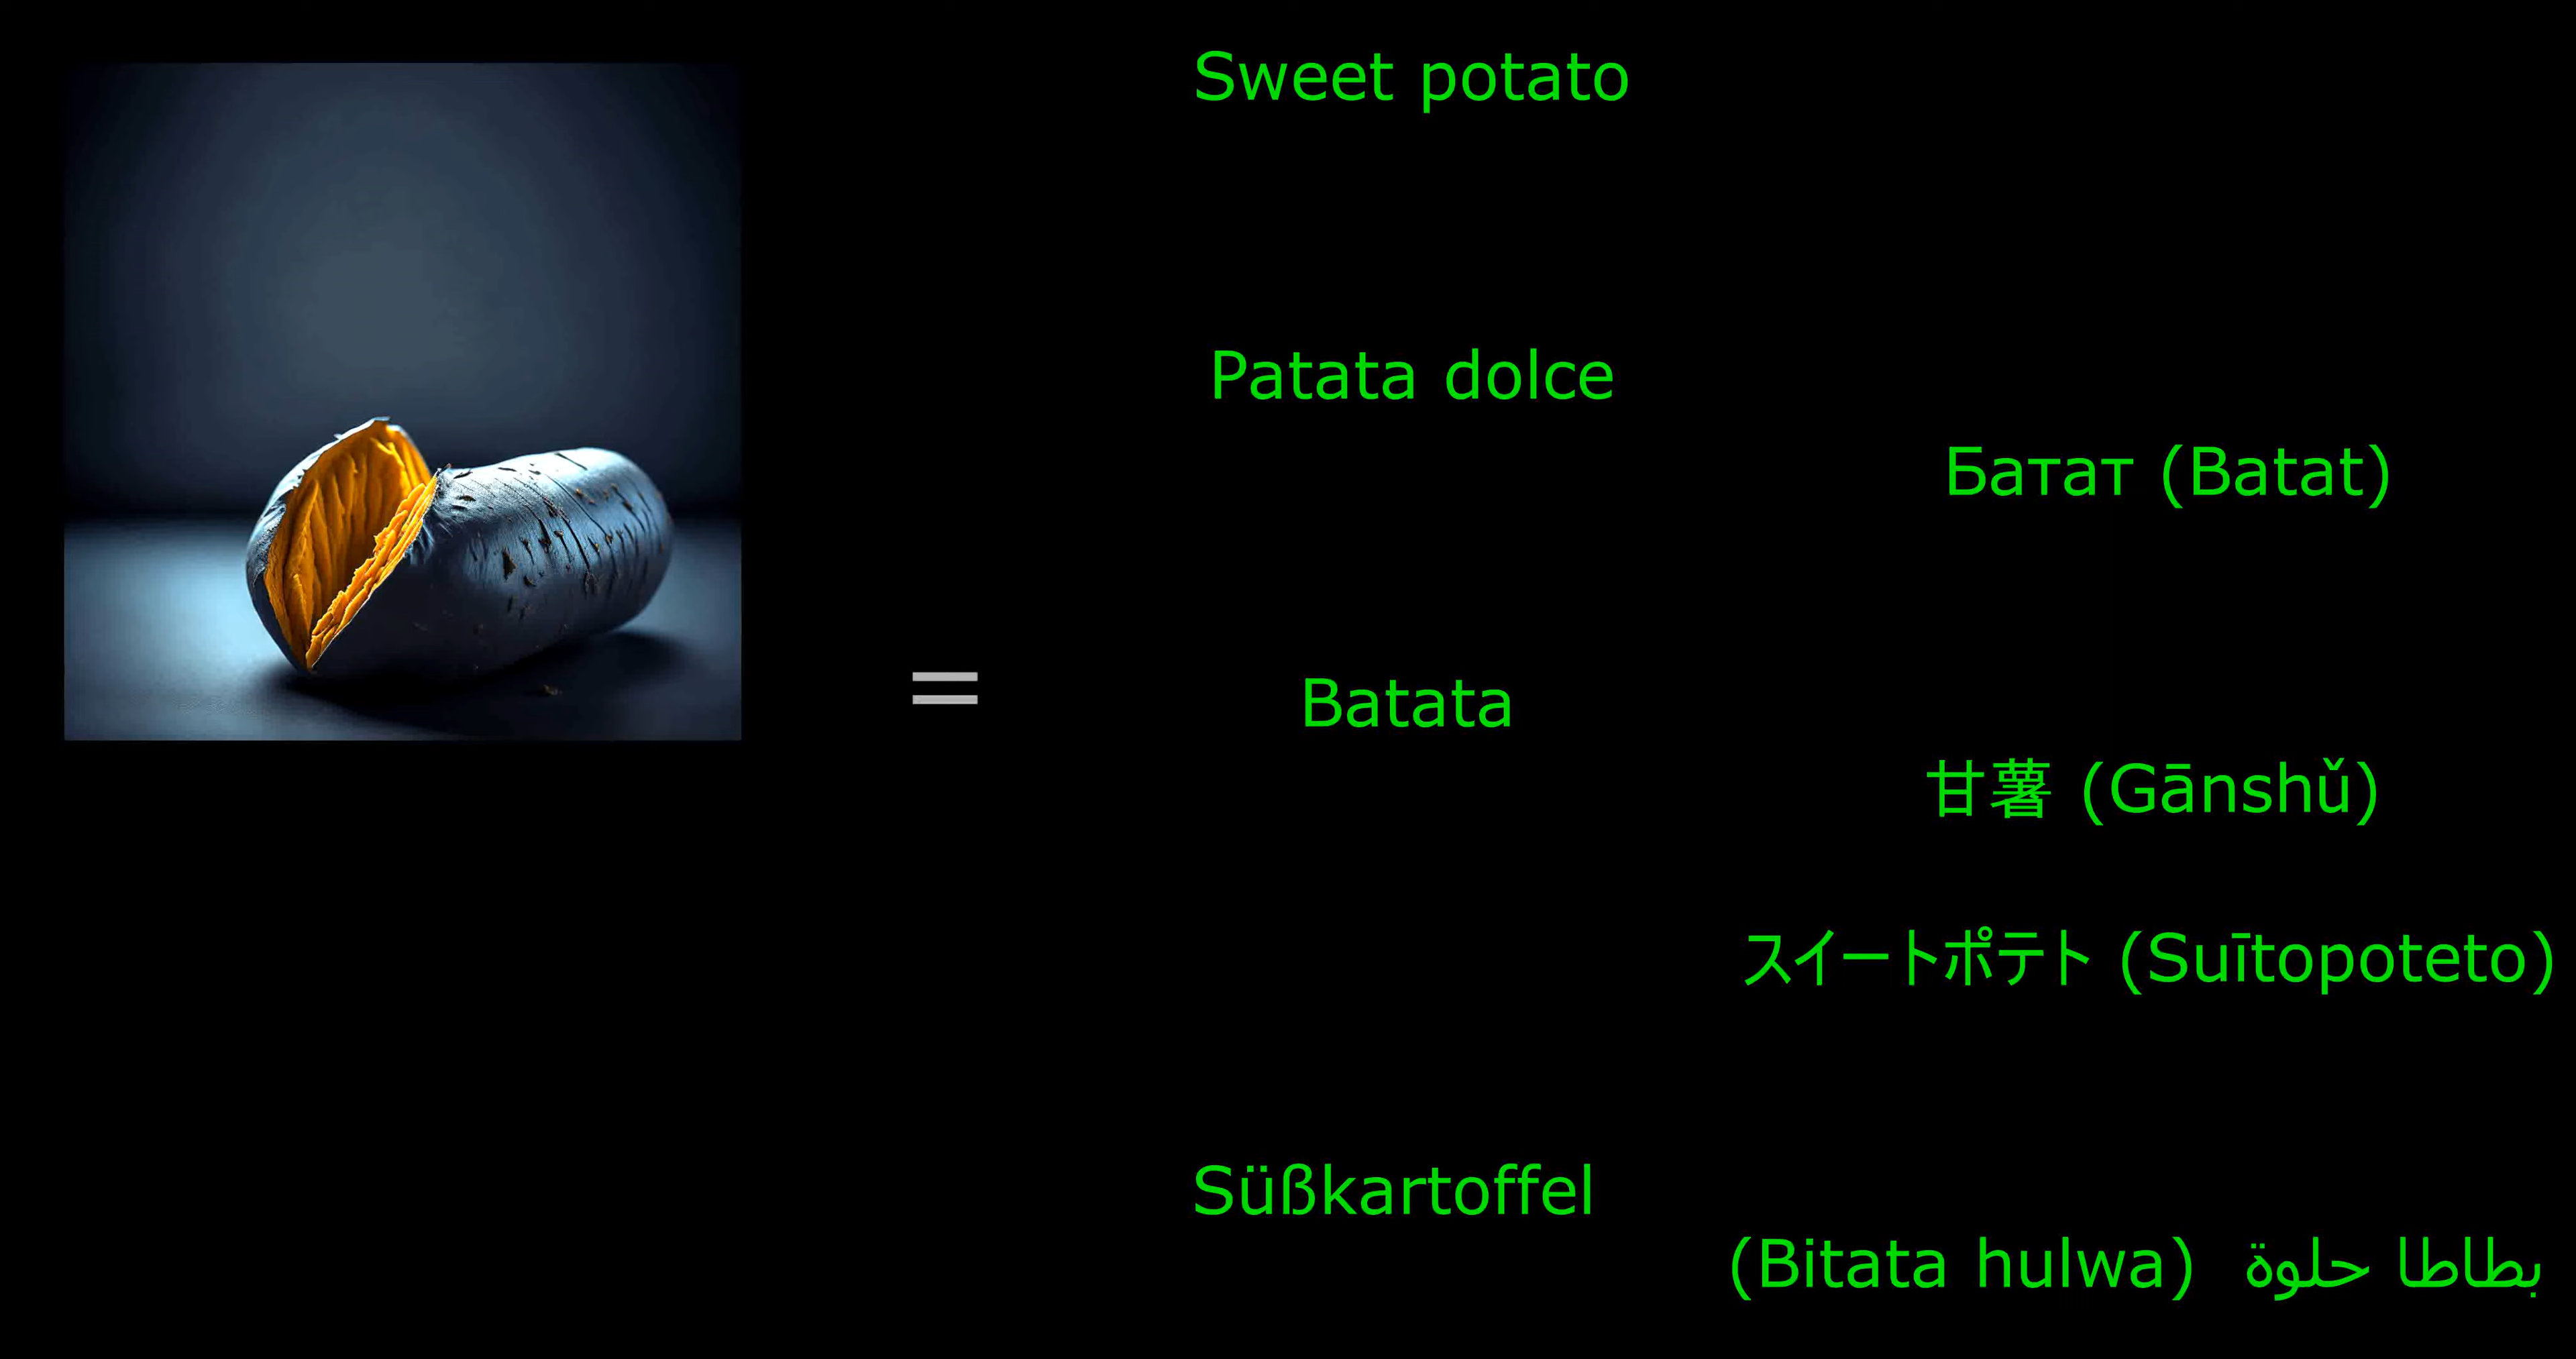 Sweet potato
Patata dolce
Батат (Batat)
=
Batata
甘薯 (Gānshǔ)
スイートポテト (Suītopoteto)
Süßkartoffel
(Bitata hulwa) بطاطا حلوة